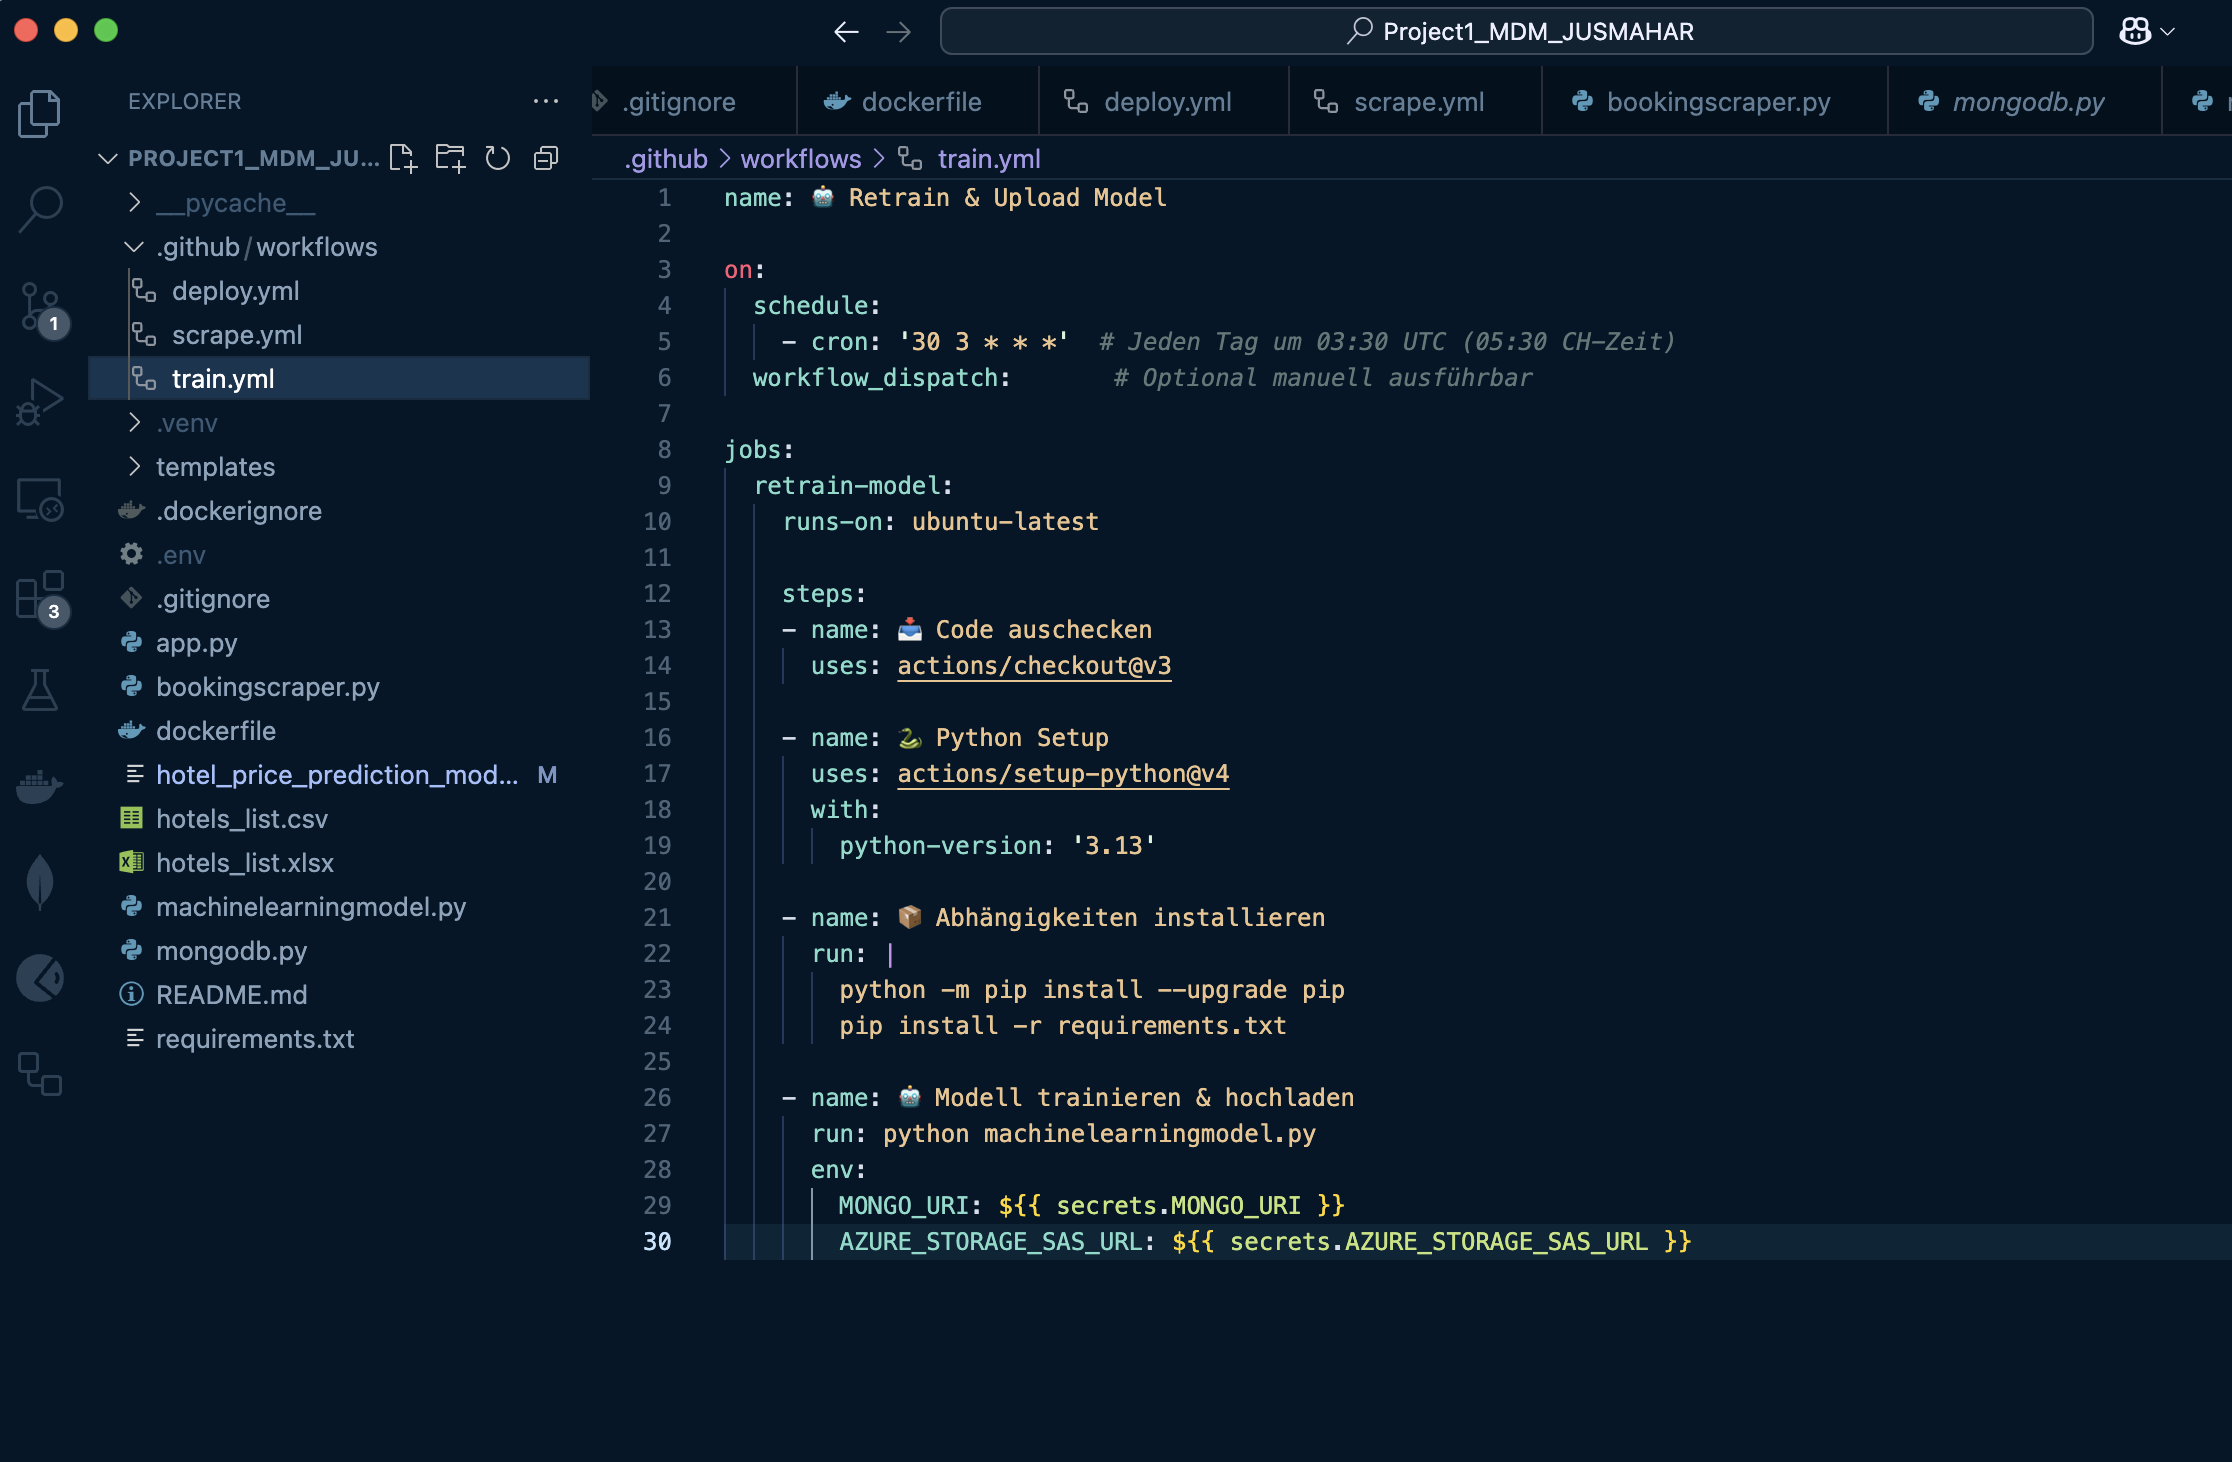 Project1_MDM_JUSMAHAR
EXPLORER
PROJECT1_MDM_JU...
__pycache__
.github/workflows
deploy.yml
scrape.yml
train.yml
.venv
templates
.dockerignore
.env
.gitignore
app.py
bookingscraper.py
dockerfile
hotel_price_prediction_mod... M
hotels_list.csv
hotels_list.xlsx
machinelearningmodel.py
mongodb.py
README.md
requirements.txt
1
3
.gitignore
dockerfile
deploy.yml
scrape.yml
bookingscraper.py
mongodb.py
.github > workflows > train.yml
1 name: 🤖 Retrain & Upload Model
2
3 on:
4 schedule:
5 - cron: '30 3 * * *' # Jeden Tag um 03:30 UTC (05:30 CH-Zeit)
6 workflow_dispatch: # Optional manuell ausführbar
7
8 jobs:
9 retrain-model:
10 runs-on: ubuntu-latest
11
12 steps:
13 - name: 📥 Code auschecken
14 uses: actions/checkout@v3
15
16 - name: 🐍 Python Setup
17 uses: actions/setup-python@v4
18 with:
19 python-version: '3.13'
20
21 - name: 📦 Abhängigkeiten installieren
22 run: |
23 python -m pip install --upgrade pip
24 pip install -r requirements.txt
25
26 - name: 🤖 Modell trainieren & hochladen
27 run: python machinelearningmodel.py
28 env:
29 MONGO_URI: ${{ secrets.MONGO_URI }}
30 AZURE_STORAGE_SAS_URL: ${{ secrets.AZURE_STORAGE_SAS_URL }}